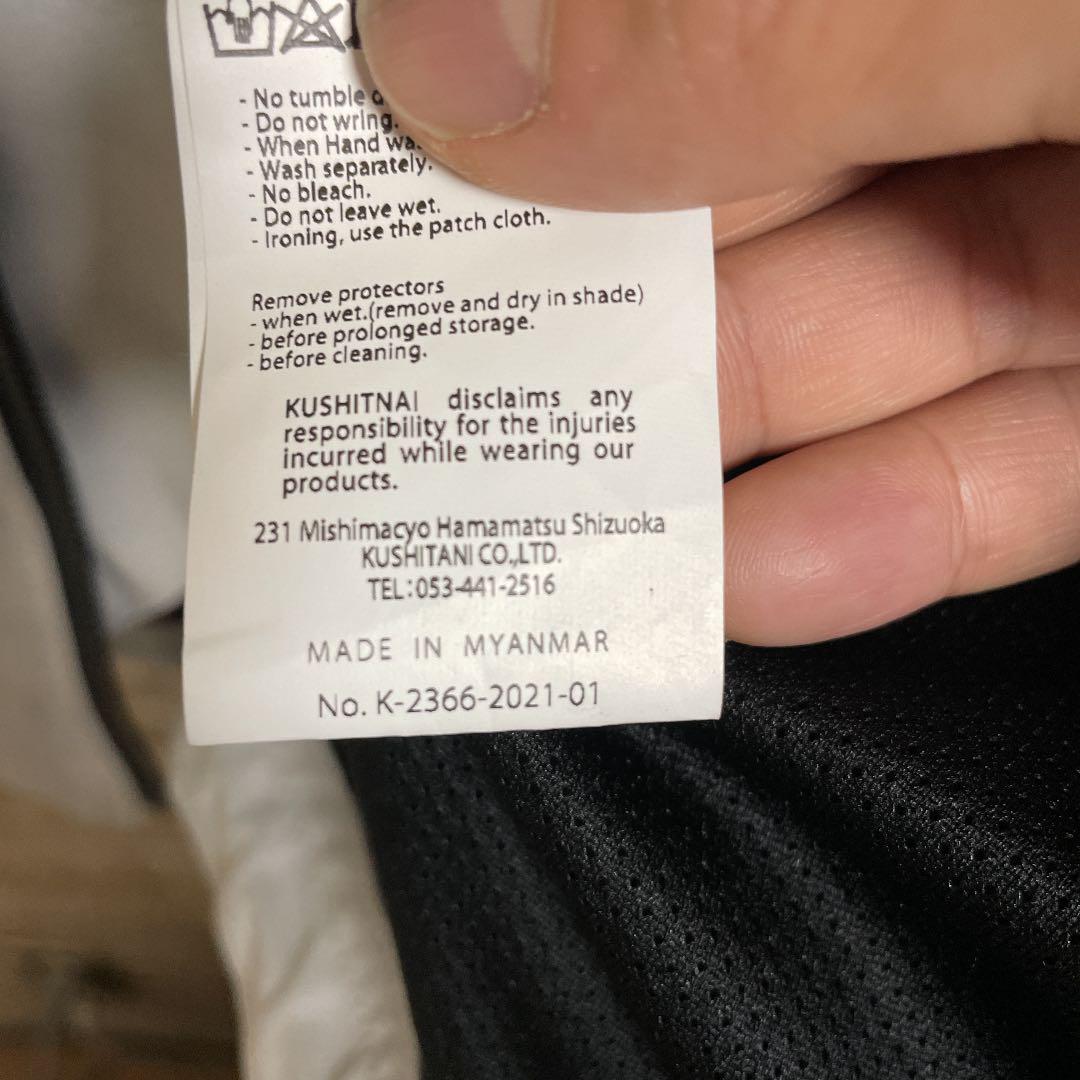 - No tumble
- Do not wring.
- When Hand
- Wash separately.
- No bleach.
- Do not leave wet.
- Ironing, use the patch cloth.
Remove protectors
- when wet.(remove and dry in shade)
- before prolonged storage.
- before cleaning.
KUSHITNAI disclaims any
responsibility for the injuries
incurred while wearing our
products.
231 Mishimacyo Hamamatsu Shizuoka
KUSHITANI CO.,LTD.
TEL:053-441-2516
MADE IN MYANMAR
No. K-2366-2021-01